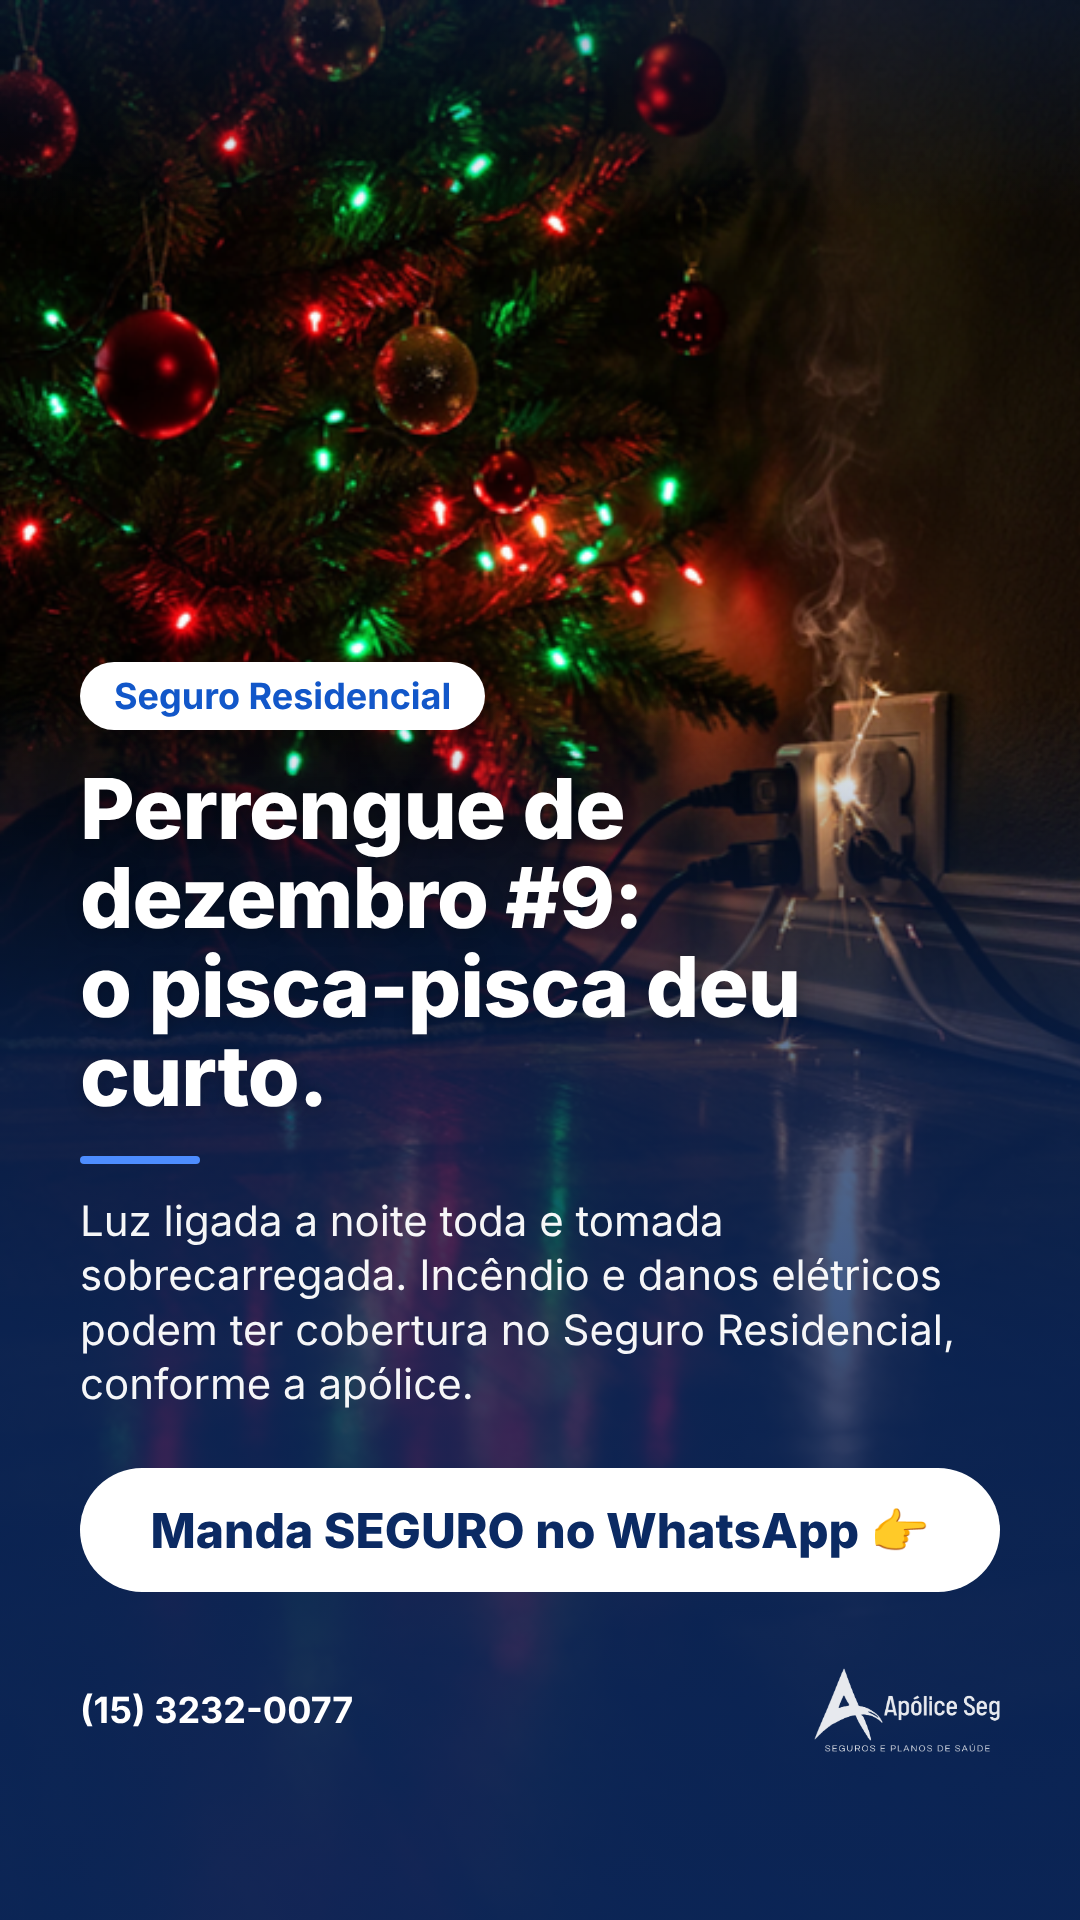 Seguro Residencial
Perrengue de
dezembro #9:
o pisca-pisca deu
curto.
Luz ligada a noite toda e tomada
sobrecarregada. Incêndio e danos elétricos
podem ter cobertura no Seguro Residencial,
conforme a apólice.
Manda SEGURO no WhatsApp 👉
(15) 3232-0077
Apólice Seg
SEGUROS E PLANOS DE SAÚDE